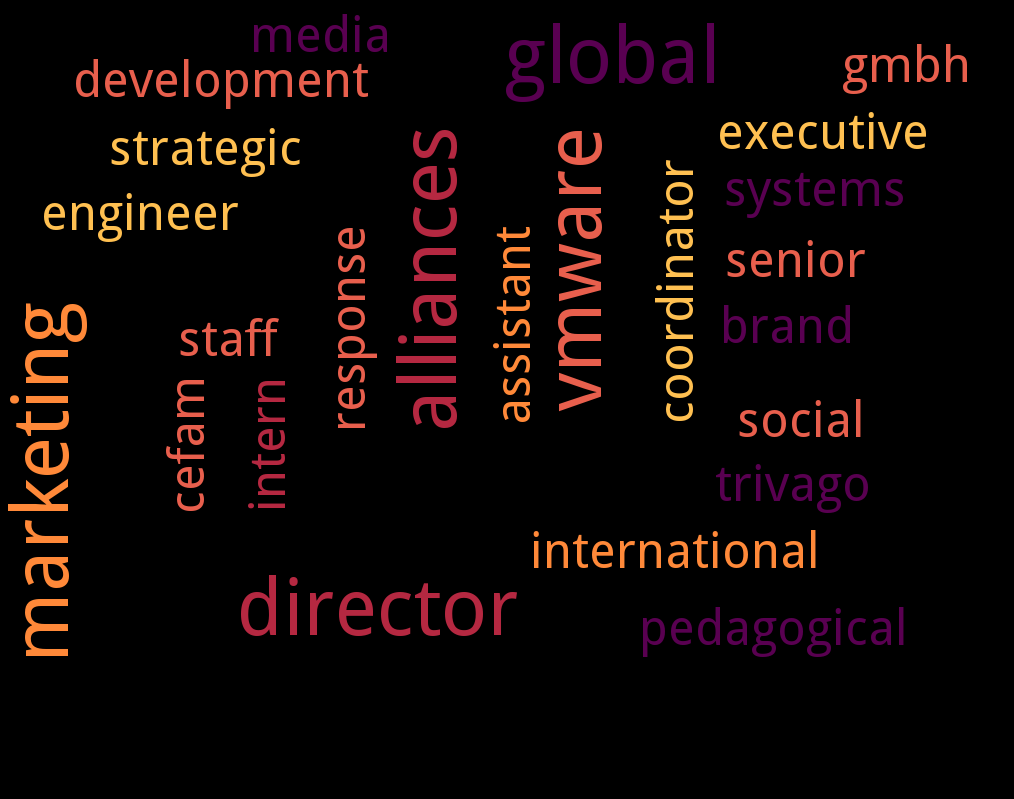 media
global
development
gmbh
strategic
executive
engineer
systems
alliances
vmware
coordinator
response
assistant
senior
marketing
staff
brand
cefam
intern
social
trivago
international
director
pedagogical